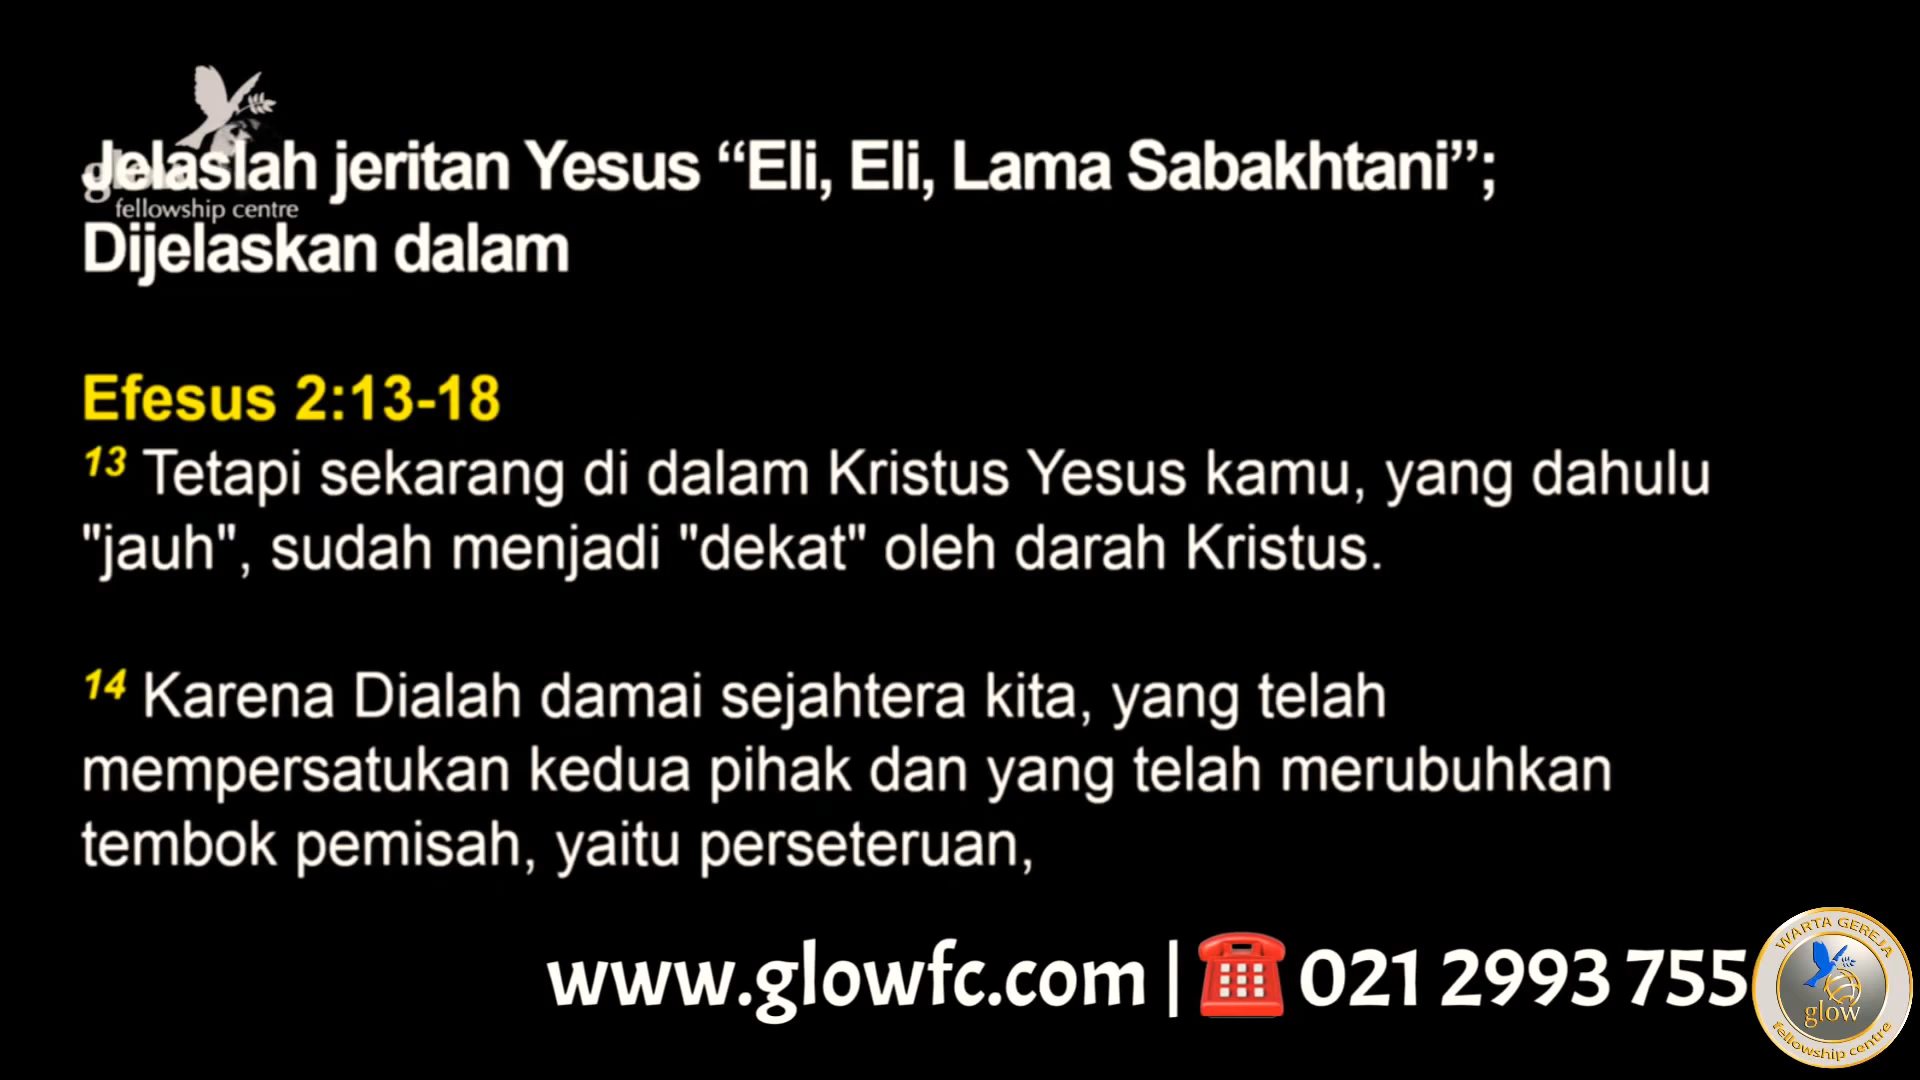 Jelaslah jeritan Yesus “Eli, Eli, Lama Sabakhtani”;
fellowship centre
Dijelaskan dalam
Efesus 2:13-18
13 Tetapi sekarang di dalam Kristus Yesus kamu, yang dahulu
"jauh", sudah menjadi "dekat" oleh darah Kristus.
14 Karena Dialah damai sejahtera kita, yang telah
mempersatukan kedua pihak dan yang telah merubuhkan
tembok pemisah, yaitu perseteruan,
www.glowfc.com | ☎ 021 2993 755
WARTA GEREJA
glow
fellowship centre